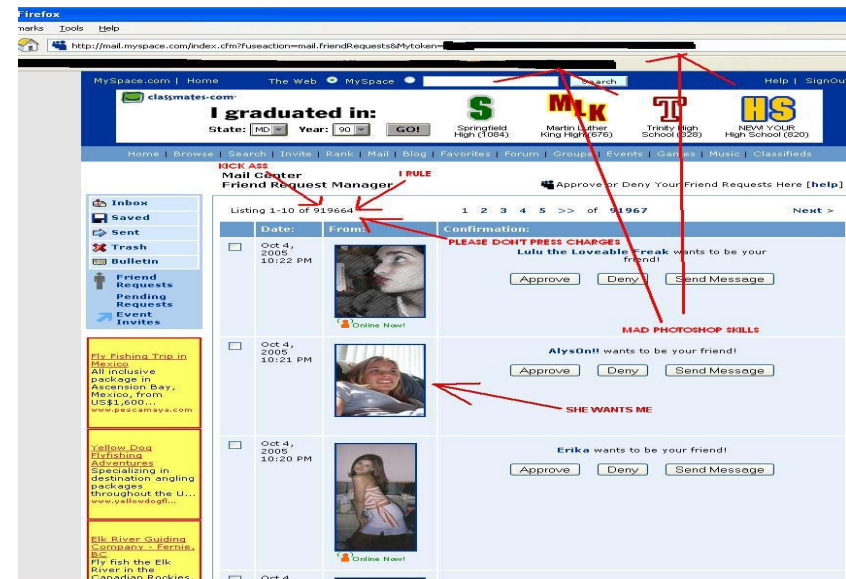 Firefox
marks Tools Help
http://mail.myspace.com/index.cfm?fuseaction=mail.friendRequests&Mytoken=
MySpace.com | Home The Web MySpace Search Help | SignOu
classmates.com
I graduated in:
State: MD Year: 90 GO!
S
Springfield
High (1084)
MLK
Martin Luther
King High (676)
T
Trinity High
School (328)
HS
NEW! YOUR
High School (820)
Home | Browse | Search | Invite | Rank | Mail | Blog | Favorites | Forum | Groups | Events | Games | Music | Classifieds
KICK ASS
I RULE
Mail Center
Friend Request Manager
Approve or Deny Your Friend Requests Here [help]
Inbox
Saved
Sent
Trash
Bulletin
Friend
Requests
Pending
Requests
Event
Invites
Listing 1-10 of 919664
1 2 3 4 5 >> of 91967 Next >
Date: From: Confirmation:
PLEASE DON'T PRESS CHARGES
Oct 4,
2005
10:22 PM
Online Now!
Lulu the Loveable Freak wants to be your
friend!
Approve Deny Send Message
MAD PHOTOSHOP SKILLS
Oct 4,
2005
10:21 PM
AlysOn!! wants to be your friend!
Approve Deny Send Message
SHE WANTS ME
Oct 4,
2005
10:20 PM
Online Now!
Erika wants to be your friend!
Approve Deny Send Message
Oct 4,
Fly Fishing Trip in
Mexico
All inclusive
package in
Ascension Bay,
Mexico, from
US$1,600...
www.pescamaya.com
Yellow Dog
Flyfishing
Adventures
Specializing in
destination angling
packages
throughout the U...
www.yellowdogfl...
Elk River Guiding
Company - Fernie,
BC
Fly fish the Elk
River in the
Canadian Rockies